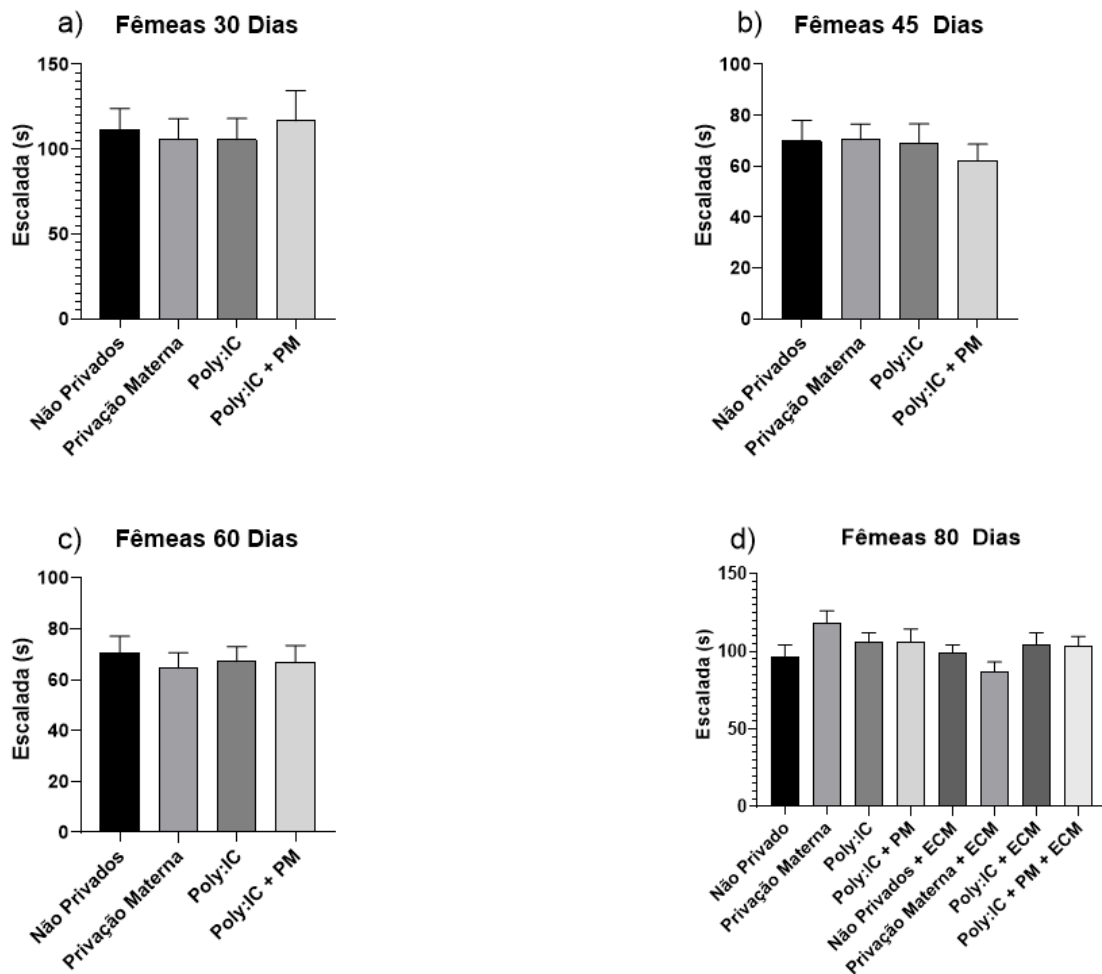 a)
Fêmeas 30 Dias
Escalada (s)
150
100
50
0
Não Privados
Privação Materna
Poly:IC
Poly:IC + PM
b)
Fêmeas 45  Dias
Escalada (s)
100
80
60
40
20
0
Não Privados
Privação Materna
Poly:IC
Poly:IC + PM
c)
Fêmeas 60 Dias
Escalada (s)
100
80
60
40
20
0
Não Privados
Privação Materna
Poly:IC
Poly:IC + PM
d)
Fêmeas 80  Dias
Escalada (s)
150
100
50
0
Não Privado
Privação Materna
Poly:IC
Poly:IC + PM
Não Privados + ECM
Privação Materna + ECM
Poly:IC + ECM
Poly:IC + PM + ECM